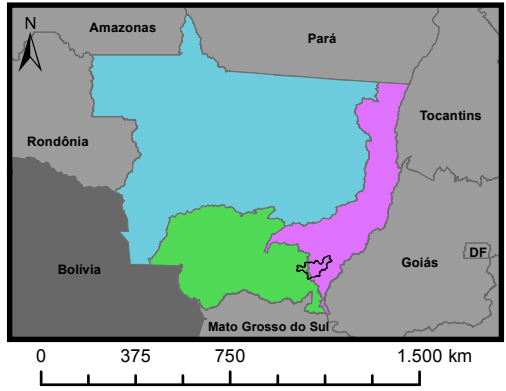 N
Amazonas
Pará
Tocantins
Rondônia
Bolívia
DF
Goiás
Mato Grosso do Sul
0 375 750 1.500 km